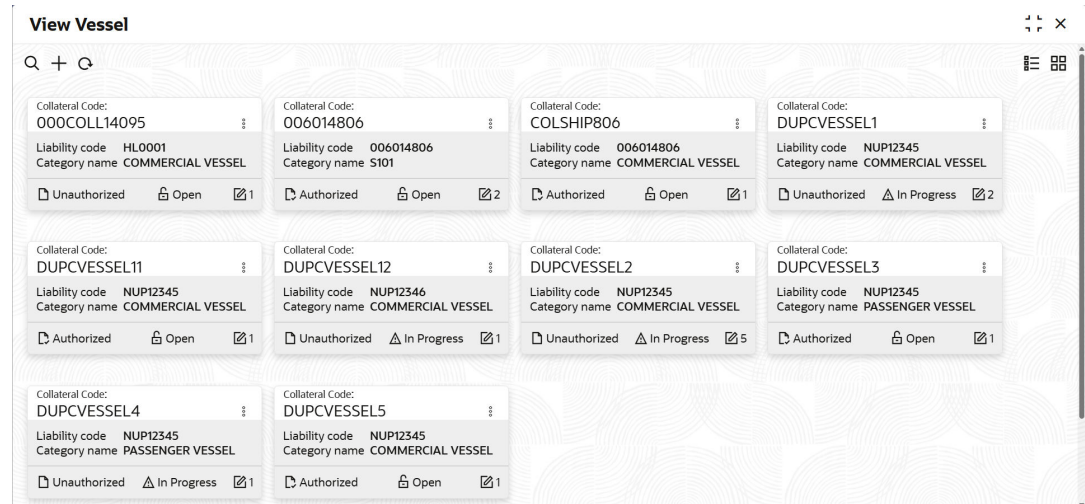 View Vessel
Collateral Code:
000COLL14095
Liability code HL0001
Category name COMMERCIAL VESSEL
Unauthorized Open 1
Collateral Code:
006014806
Liability code 006014806
Category name S101
Authorized Open 2
Collateral Code:
COLSHIP806
Liability code 006014806
Category name COMMERCIAL VESSEL
Authorized Open 1
Collateral Code:
DUPCVESSEL1
Liability code NUP12345
Category name COMMERCIAL VESSEL
Unauthorized In Progress 2
Collateral Code:
DUPCVESSEL11
Liability code NUP12345
Category name COMMERCIAL VESSEL
Authorized Open 1
Collateral Code:
DUPCVESSEL12
Liability code NUP12346
Category name COMMERCIAL VESSEL
Unauthorized In Progress 1
Collateral Code:
DUPCVESSEL2
Liability code NUP12345
Category name COMMERCIAL VESSEL
Unauthorized In Progress 5
Collateral Code:
DUPCVESSEL3
Liability code NUP12345
Category name PASSENGER VESSEL
Authorized Open 1
Collateral Code:
DUPCVESSEL4
Liability code NUP12345
Category name PASSENGER VESSEL
Unauthorized In Progress 1
Collateral Code:
DUPCVESSEL5
Liability code NUP12345
Category name COMMERCIAL VESSEL
Authorized Open 1